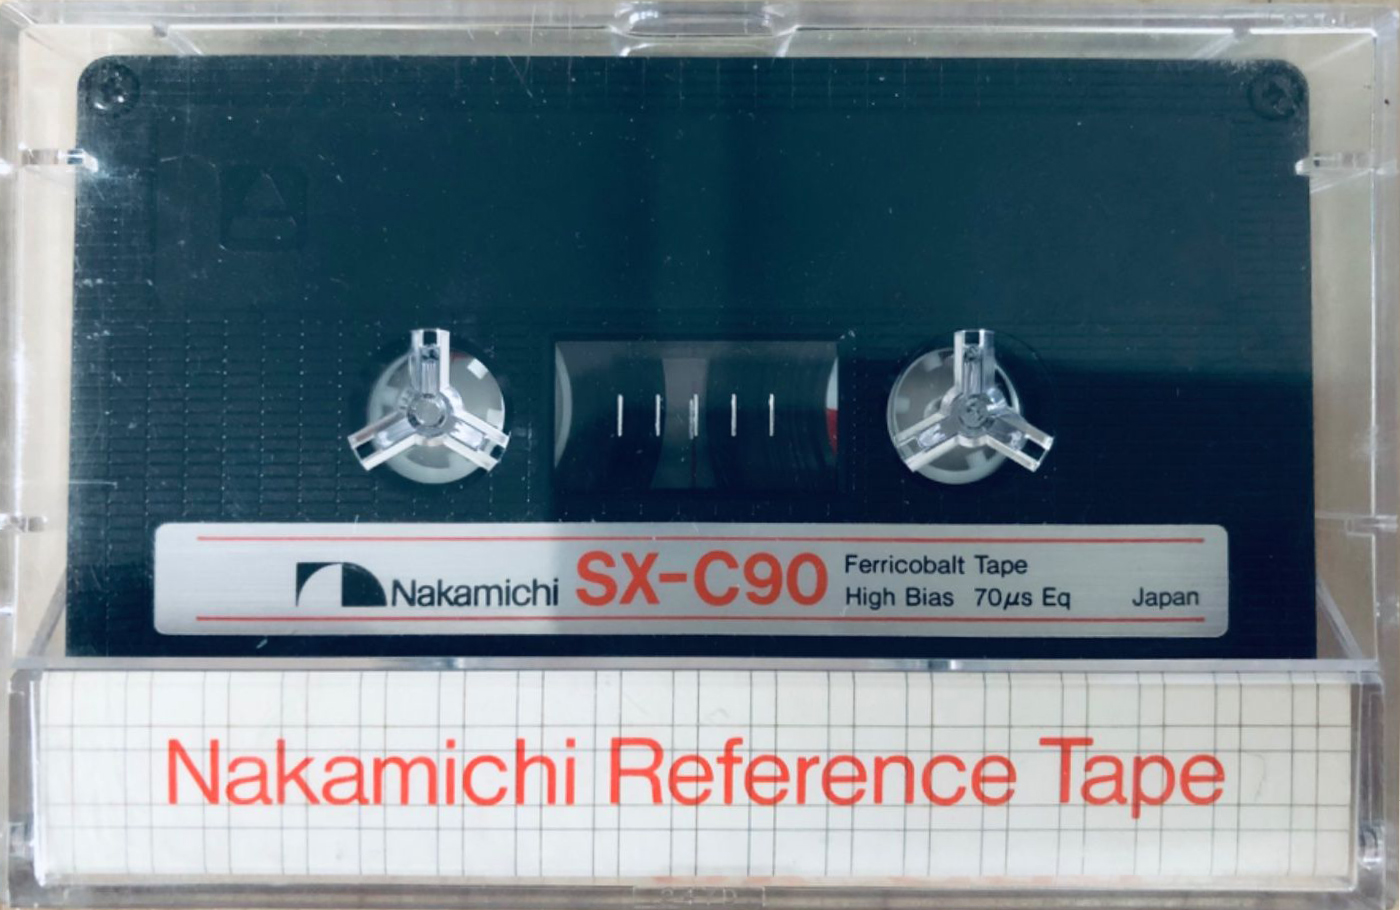 Nakamichi SX-C90 Ferricobalt Tape
High Bias 70µs Eq Japan
Nakamichi Reference Tape